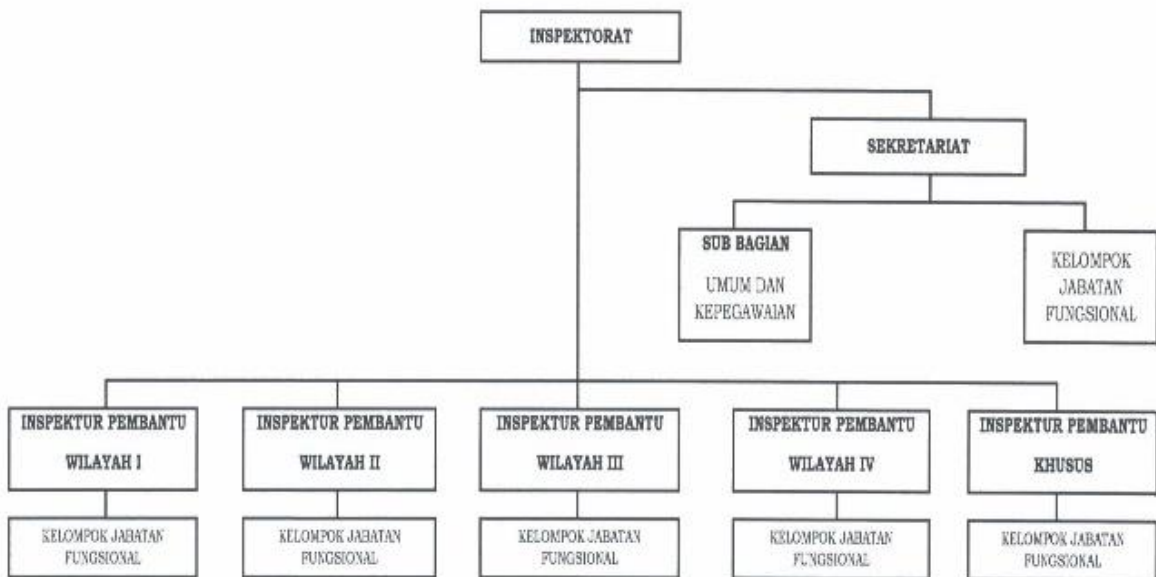 INSPEKTORAT
SEKRETARIAT
SUB BAGIAN
UMUM DAN
KEPEGAWAIAN
KELOMPOK
JABATAN
FUNGSIONAL
INSPEKTUR PEMBANTU
WILAYAH I
INSPEKTUR PEMBANTU
WILAYAH II
INSPEKTUR PEMBANTU
WILAYAH III
INSPEKTUR PEMBANTU
WILAYAH IV
INSPEKTUR PEMBANTU
KHUSUS
KELOMPOK JABATAN
FUNGSIONAL
KELOMPOK JABATAN
FUNGSIONAL
KELOMPOK JABATAN
FUNGSIONAL
KELOMPOK JABATAN
FUNGSIONAL
KELOMPOK JABATAN
FUNGSIONAL